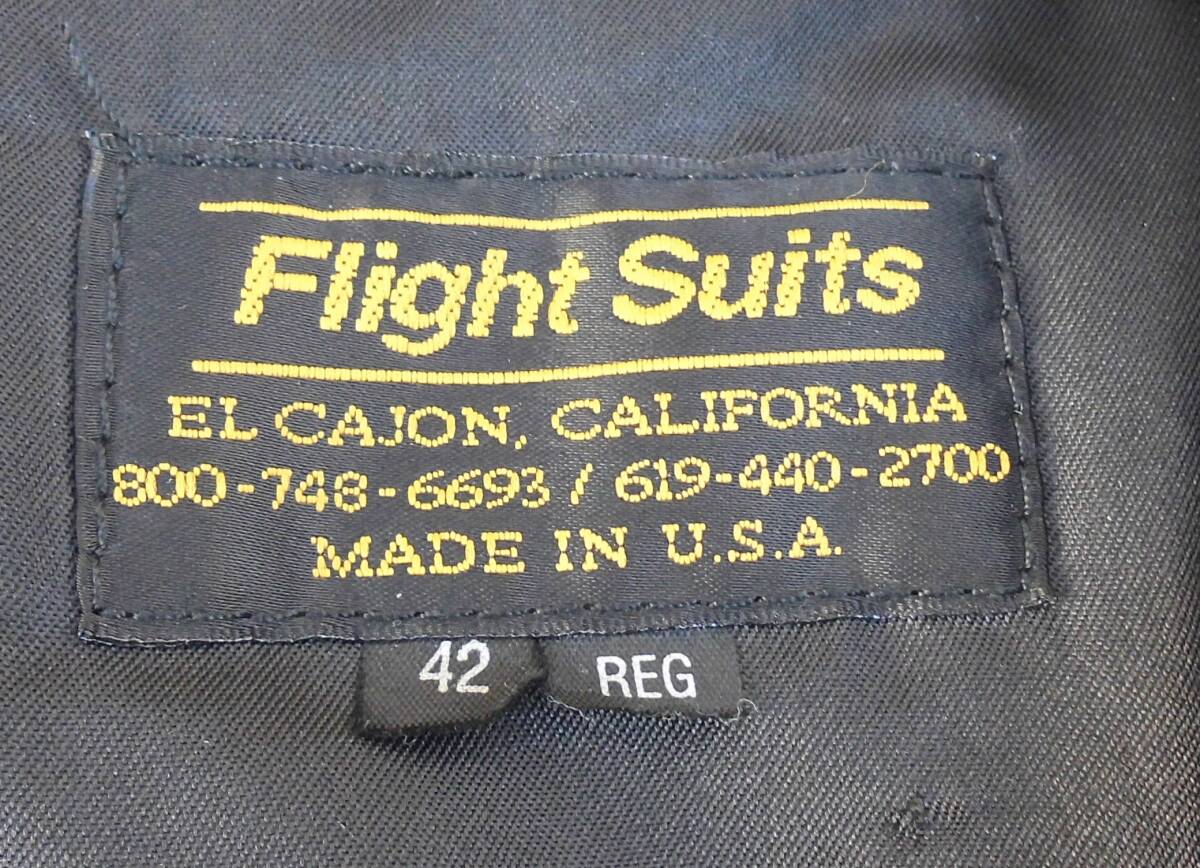 Flight Suits
EL CAJON, CALIFORNIA
800-748-6693 / 619-440-2700
MADE IN U.S.A.
42 REG